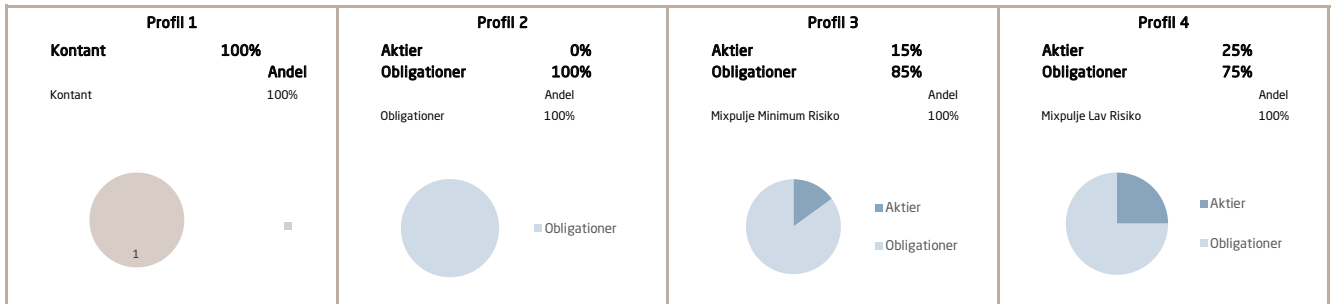 Profil 1
Kontant 100%
Andel
Kontant 100%
1
Profil 2
Aktier 0%
Obligationer 100%
Andel
Obligationer 100%
Obligationer
Profil 3
Aktier 15%
Obligationer 85%
Andel
Mixpulje Minimum Risiko 100%
Aktier
Obligationer
Profil 4
Aktier 25%
Obligationer 75%
Andel
Mixpulje Lav Risiko 100%
Aktier
Obligationer